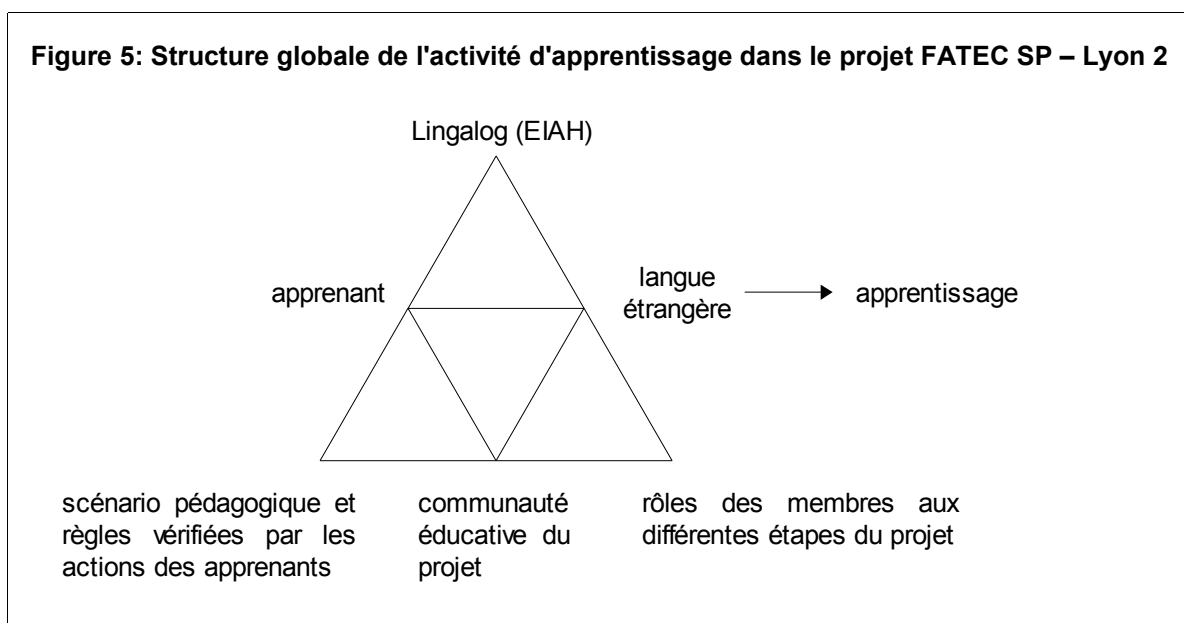 Figure 5: Structure globale de l'activité d'apprentissage dans le projet FATEC SP – Lyon 2
Lingalog (EIAH)
apprenant
langue
étrangère
apprentissage
scénario pédagogique et
règles vérifiées par les
actions des apprenants
communauté
éducative du
projet
rôles des membres aux
différentes étapes du projet